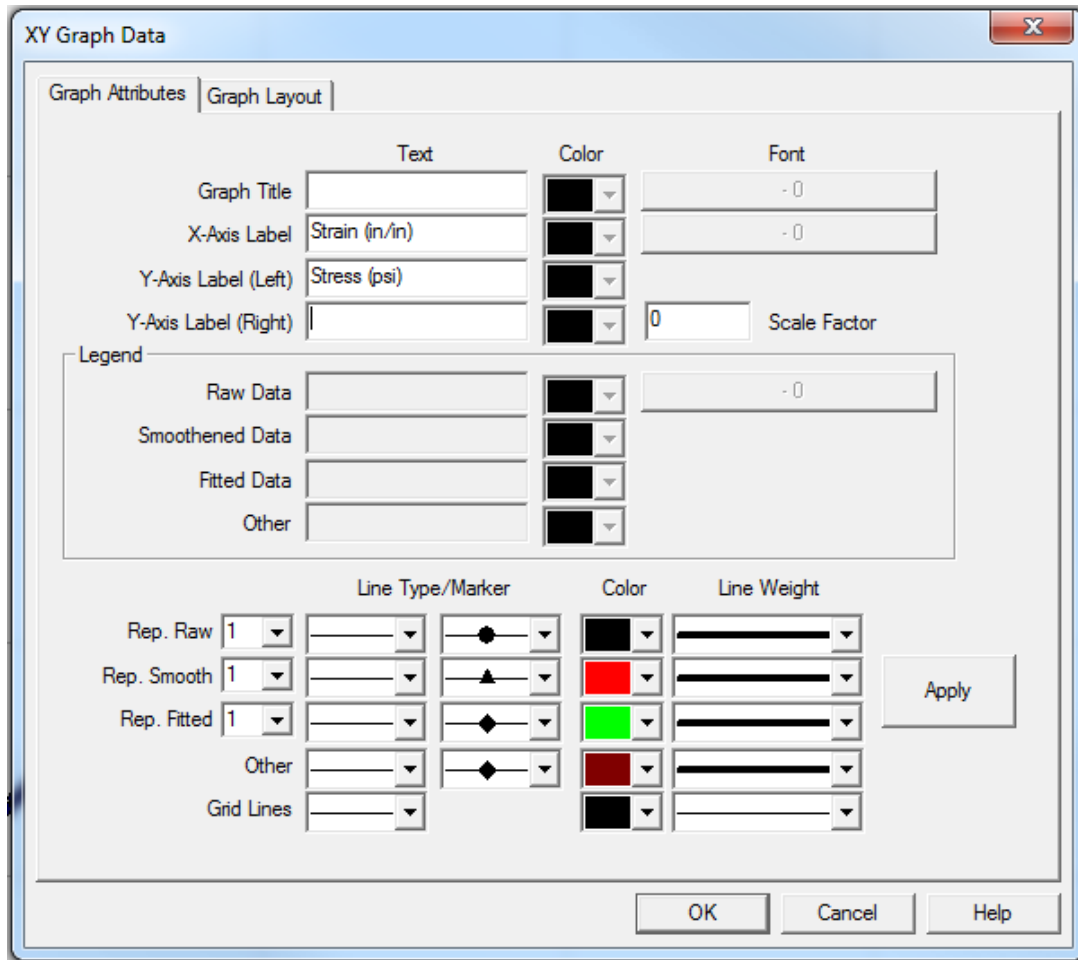 XY Graph Data
Graph Attributes Graph Layout
Text Color Font
Graph Title - 0
X-Axis Label Strain (in/in) - 0
Y-Axis Label (Left) Stress (psi)
Y-Axis Label (Right) 0 Scale Factor
Legend
Raw Data - 0
Smoothened Data
Fitted Data
Other
Line Type/Marker Color Line Weight
Rep. Raw 1
Rep. Smooth 1
Apply
Rep. Fitted 1
Other
Grid Lines
OK Cancel Help